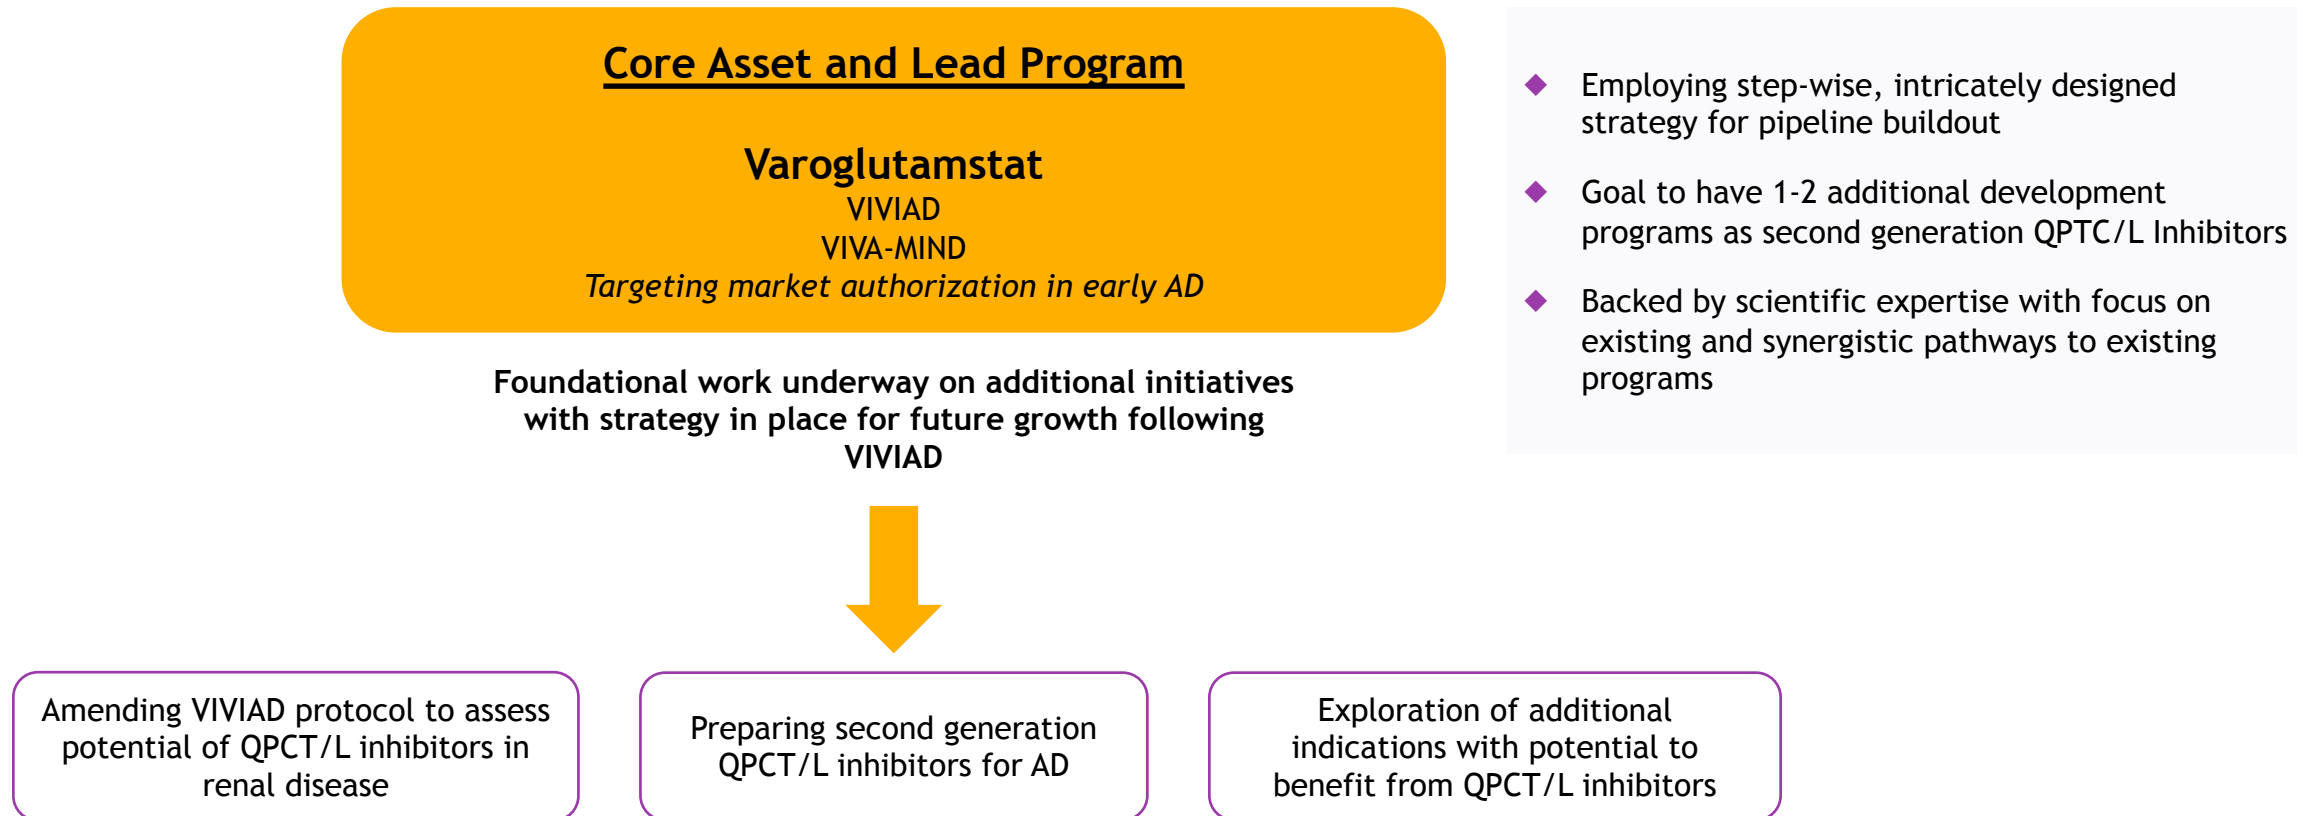 Core Asset and Lead Program
Varoglutamstat
VIVIAD
VIVA-MIND
Targeting market authorization in early AD
Foundational work underway on additional initiatives
with strategy in place for future growth following
VIVIAD
Amending VIVIAD protocol to assess
potential of QPCT/L inhibitors in
renal disease
Preparing second generation
QPCT/L inhibitors for AD
Exploration of additional
indications with potential to
benefit from QPCT/L inhibitors
◆ Employing step-wise, intricately designed
strategy for pipeline buildout
◆ Goal to have 1-2 additional development
programs as second generation QPTC/L Inhibitors
◆ Backed by scientific expertise with focus on
existing and synergistic pathways to existing
programs